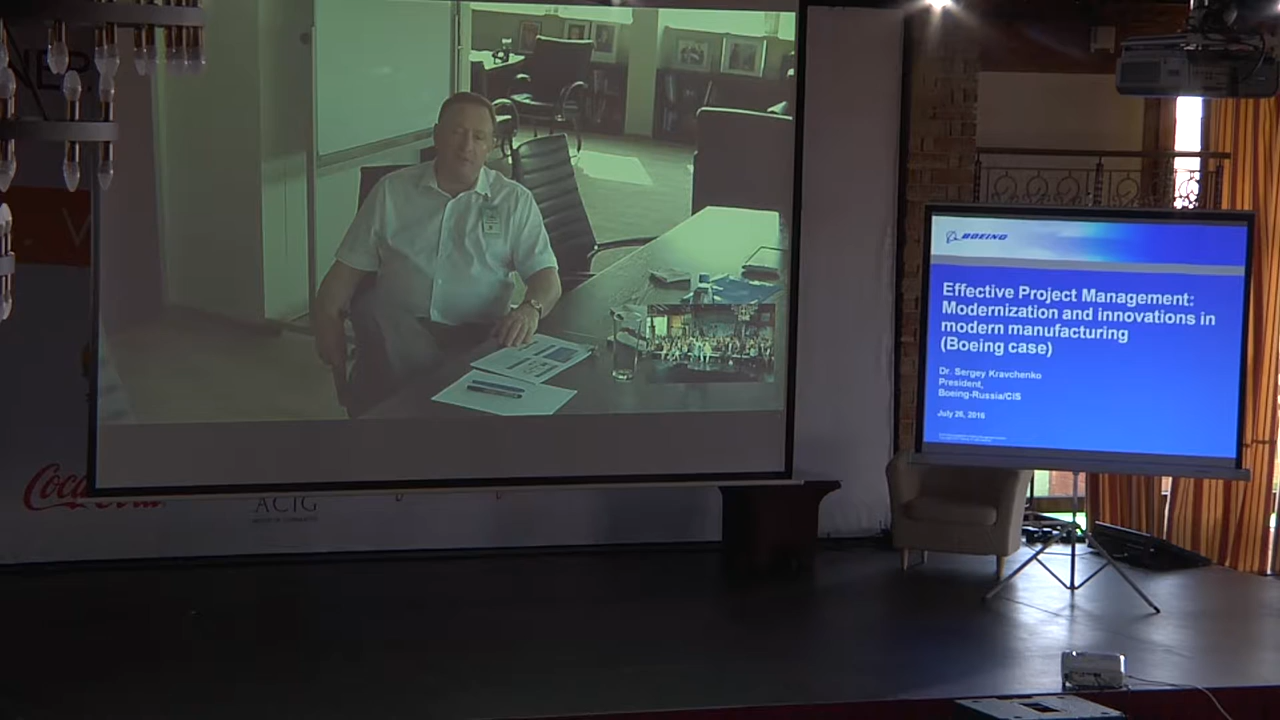 Coca-Cola
ACIG
BOEING
Effective Project Management:
Modernization and innovations in
modern manufacturing
(Boeing case)
Dr. Sergey Kravchenko
President,
Boeing-Russia/CIS
July 26, 2016